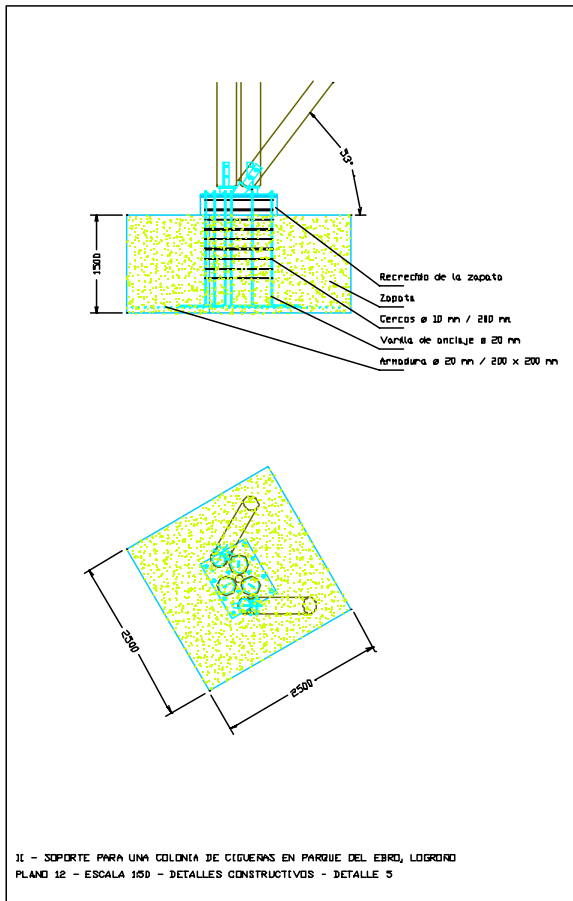 53°
1500
Recrecido de la zapata
Zapata
Cercos ø 10 mm / 200 mm
Varilla de anclaje ø 20 mm
Armadura ø 20 mm / 200 x 200 mm
2500
2500
- SOPORTE PARA UNA COLONIA DE CIGUEÑAS EN PARQUE DEL EBRO, LOGROÑO
PLANO 12 - ESCALA 1:50 - DETALLES CONSTRUCTIVOS - DETALLE 5